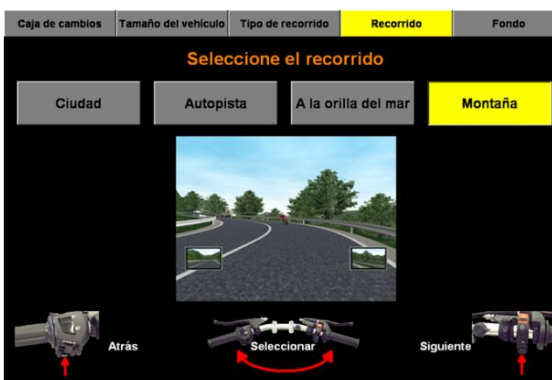 Caja de cambios
Tamaño del vehículo
Tipo de recorrido
Recorrido
Fondo
Seleccione el recorrido
Ciudad
Autopista
A la orilla del mar
Montaña
Atrás
Seleccionar
Siguiente